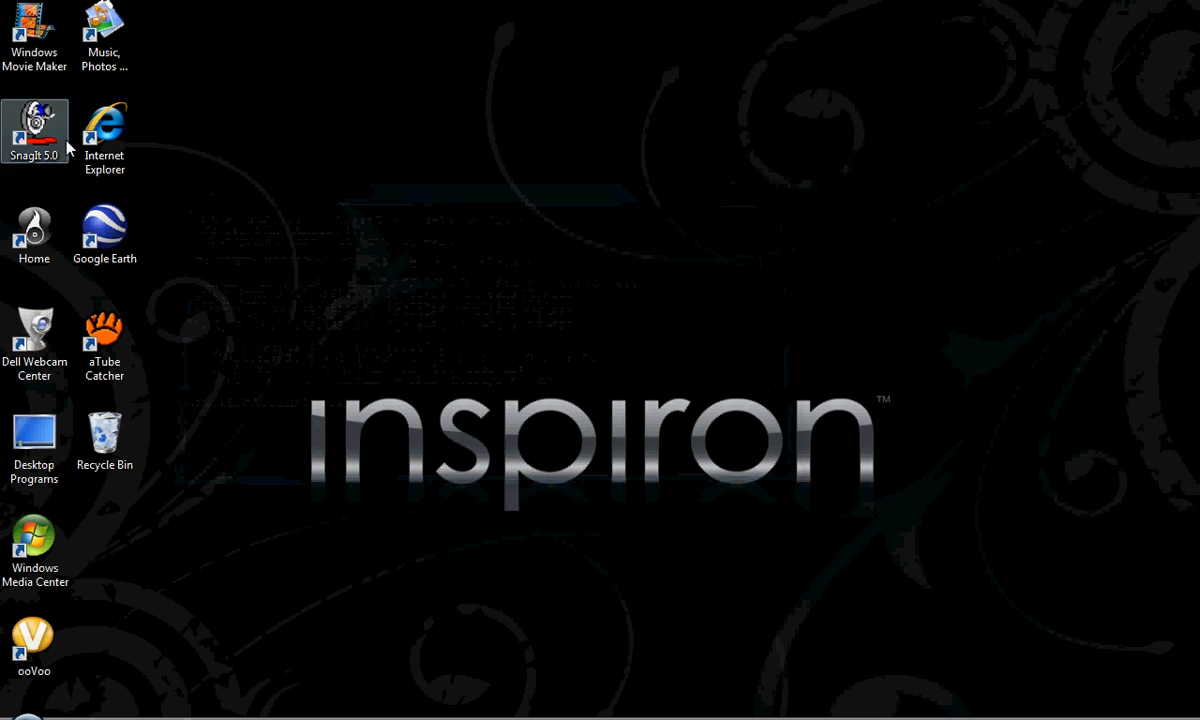 Windows
Movie Maker
Music,
Photos ...
SnagIt 5.0
Internet
Explorer
Home
Google Earth
Dell Webcam
Center
aTube
Catcher
Desktop
Programs
Recycle Bin
Windows
Media Center
ooVoo
inspiron™